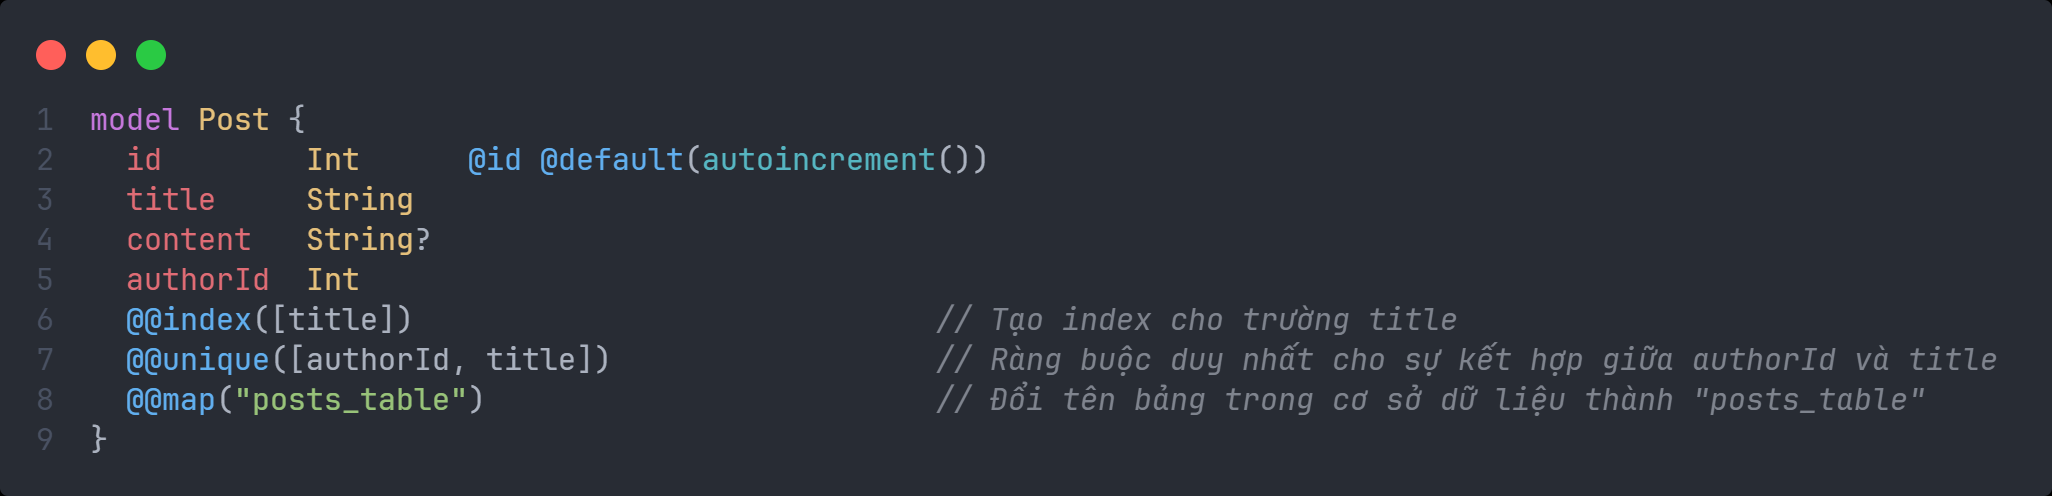 1 model Post {
2   id        Int      @id @default(autoincrement())
3   title     String
4   content   String?
5   authorId  Int
6   @@index([title])                             // Tạo index cho trường title
7   @@unique([authorId, title])                  // Ràng buộc duy nhất cho sự kết hợp giữa authorId và title
8   @@map("posts_table")                         // Đổi tên bảng trong cơ sở dữ liệu thành "posts_table"
9 }